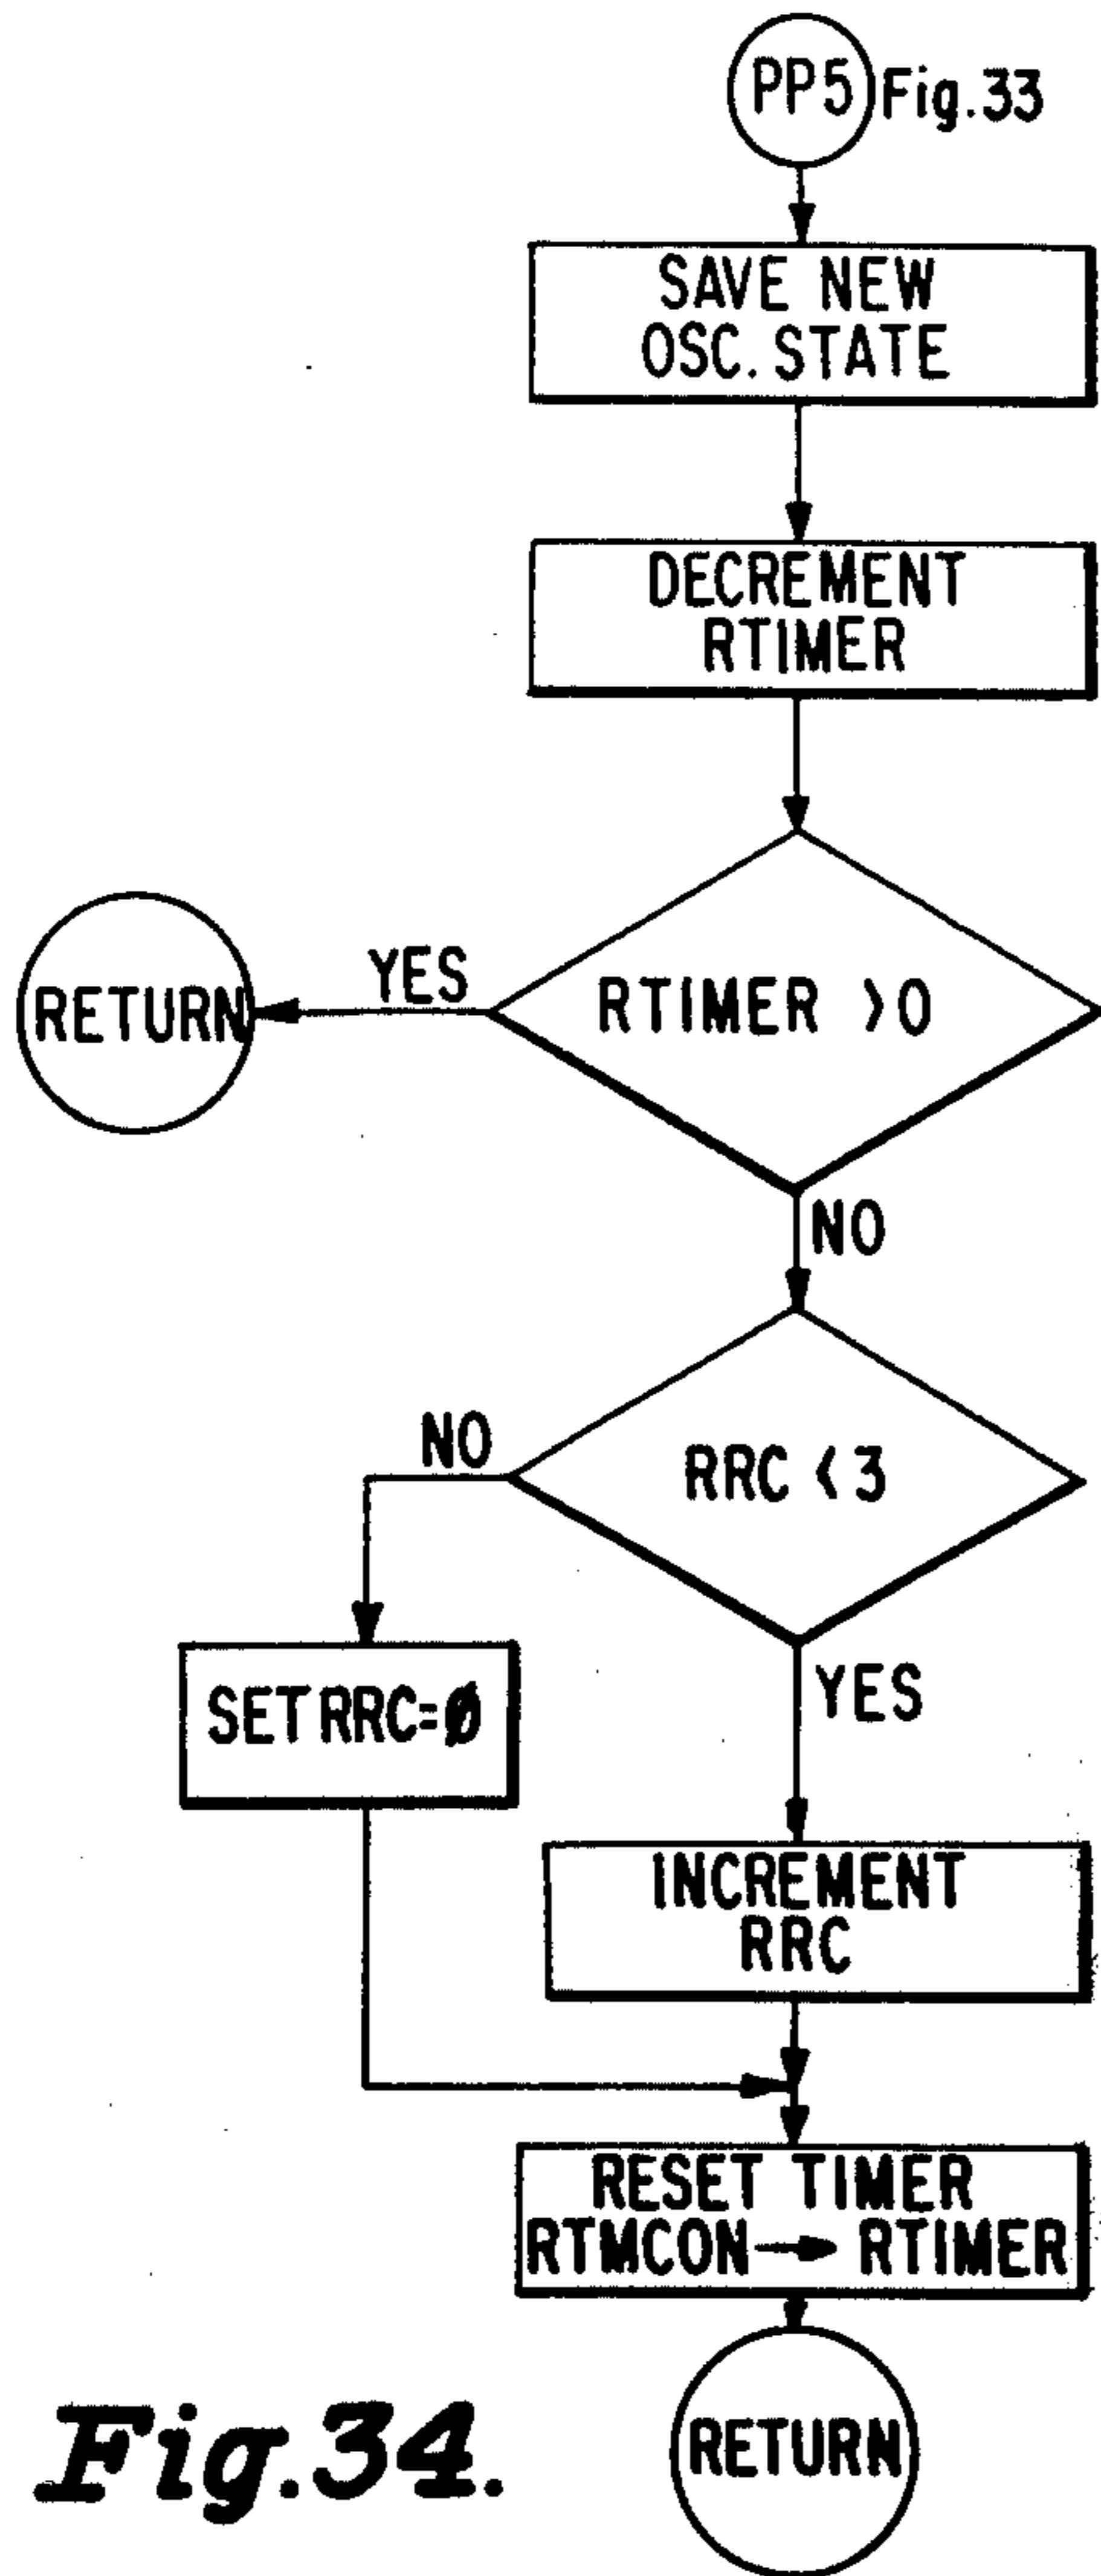 PP5 Fig.33
SAVE NEW
OSC. STATE
DECREMENT
RTIMER
RTIMER >0
YES
RETURN
NO
RRC <3
NO
YES
SET RRC=Ø
INCREMENT
RRC
RESET TIMER
RTMCON → RTIMER
RETURN
Fig.34.